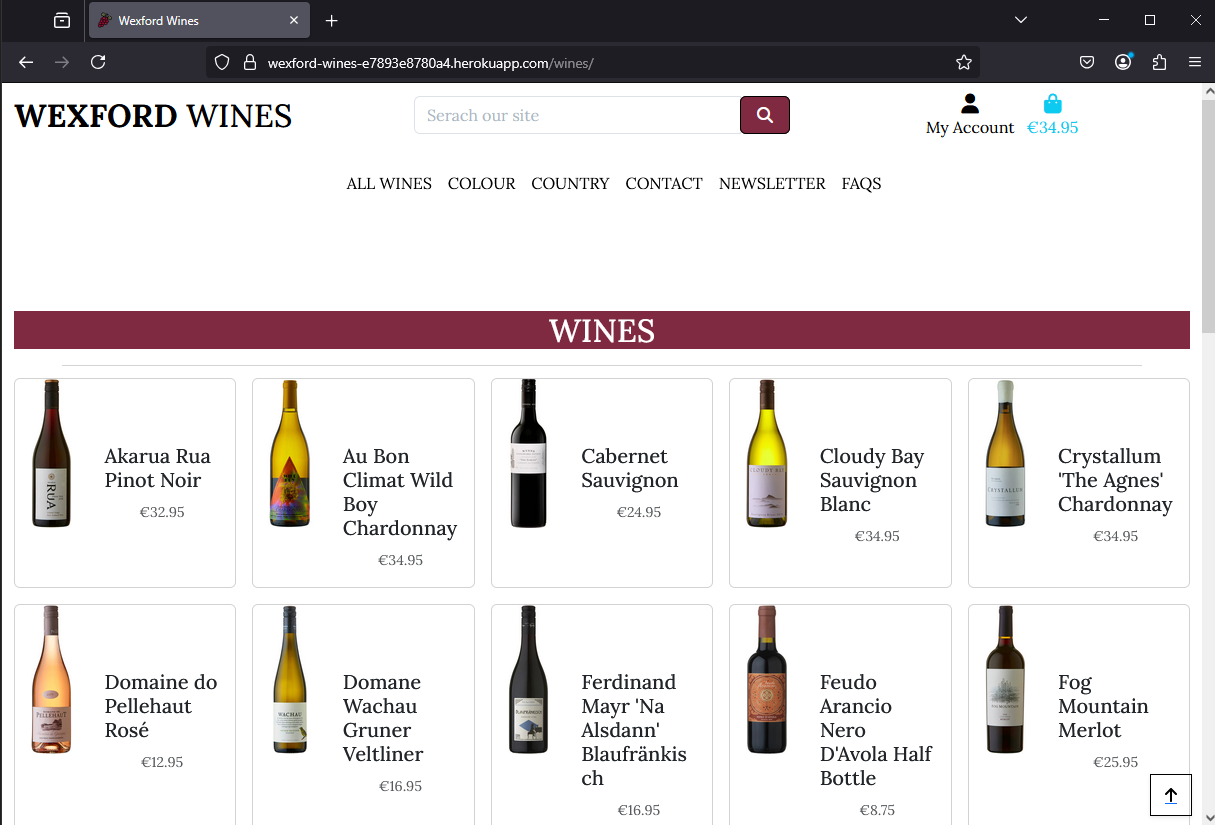 Wexford Wines
wexford-wines-e7893e8780a4.herokuapp.com/wines/
WEXFORD WINES
Serach our site
My Account
€34.95
ALL WINES COLOUR COUNTRY CONTACT NEWSLETTER FAQS
WINES
Akarua Rua
Pinot Noir
€32.95
Au Bon
Climat Wild
Boy
Chardonnay
€34.95
Cabernet
Sauvignon
€24.95
CLOUDY BAY
Cloudy Bay
Sauvignon
Blanc
€34.95
CRYSTALLUM
Crystallum
'The Agnes'
Chardonnay
€34.95
PELLEHAUT
Domaine do
Pellehaut
Rosé
€12.95
WACHAU
Domane
Wachau
Gruner
Veltliner
€16.95
Ferdinand
Mayr 'Na
Alsdann'
Blaufränkis
ch
€16.95
Feudo
Arancio
Nero
D'Avola Half
Bottle
€8.75
Fog
Mountain
Merlot
€25.95